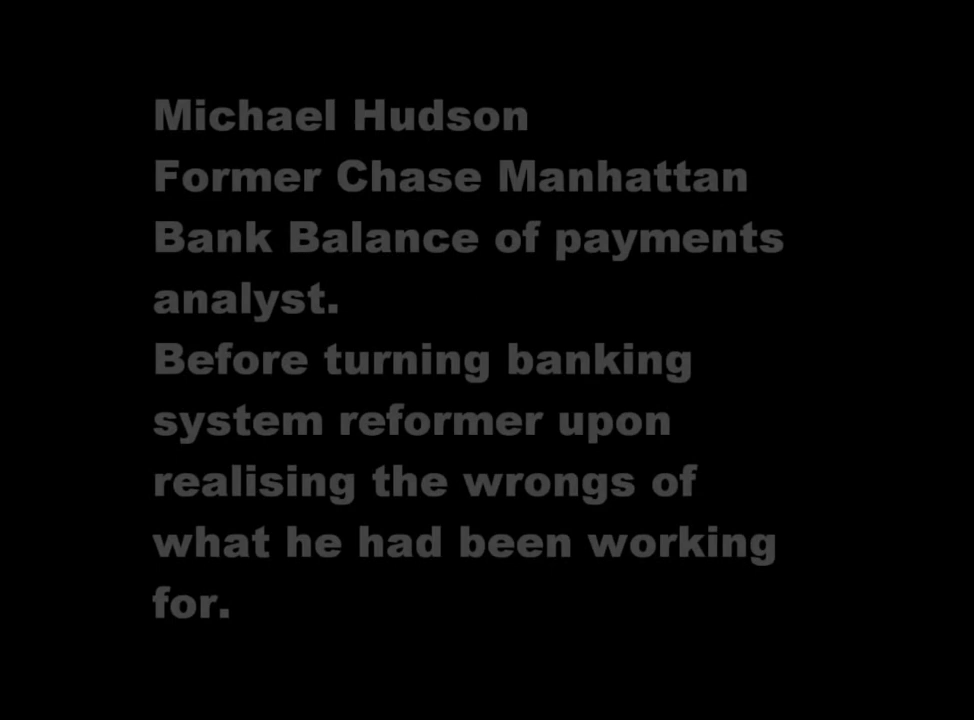 Michael Hudson
Former Chase Manhattan
Bank Balance of payments
analyst.
Before turning banking
system reformer upon
realising the wrongs of
what he had been working
for.